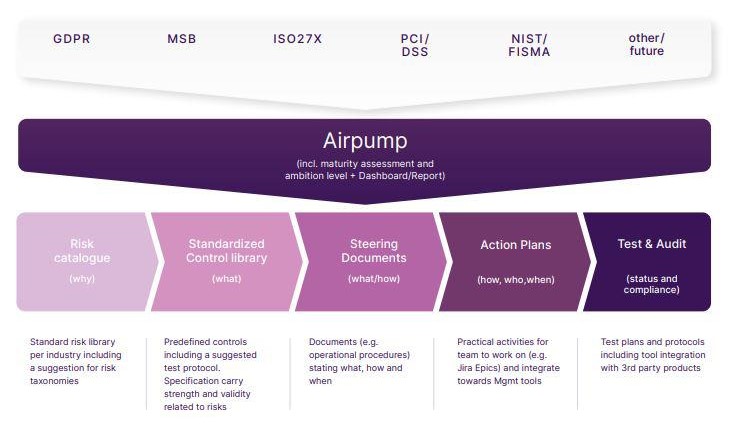 GDPR
MSB
ISO27X
PCI/
DSS
NIST/
FISMA
other/
future
Airpump
(incl. maturity assessment and
ambition level + Dashboard/Report)
Risk
catalogue
(why)
Standardized
Control library
(what)
Steering
Documents
(what/how)
Action Plans
(how, who,when)
Test & Audit
(status and
compliance)
Standard risk library
per industry including
a suggestion for risk
taxonomies
Predefined controls
including a suggested
test protocol.
Specification carry
strength and validity
related to risks
Documents (e.g.
operational procedures)
stating what, how and
when
Practical activities for
team to work on (e.g.
Jira Epics) and integrate
towards Mgmt tools
Test plans and protocols
including tool integration
with 3rd party products